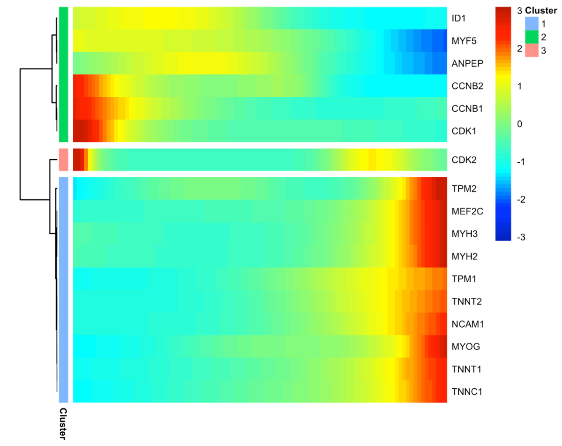 ID1
MYF5
ANPEP
CCNB2
CCNB1
CDK1
CDK2
TPM2
MEF2C
MYH3
MYH2
TPM1
TNNT2
NCAM1
MYOG
TNNT1
TNNC1
Cluster
3
2
1
0
-1
-2
-3
Cluster
1
2
3